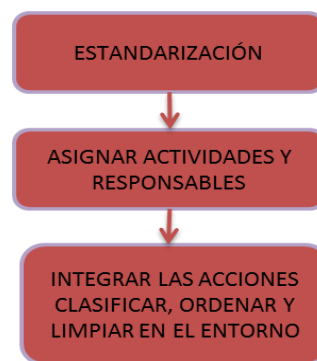 ESTANDARIZACIÓN
ASIGNAR ACTIVIDADES Y
RESPONSABLES
INTEGRAR LAS ACCIONES
CLASIFICAR, ORDENAR Y
LIMPIAR EN EL ENTORNO